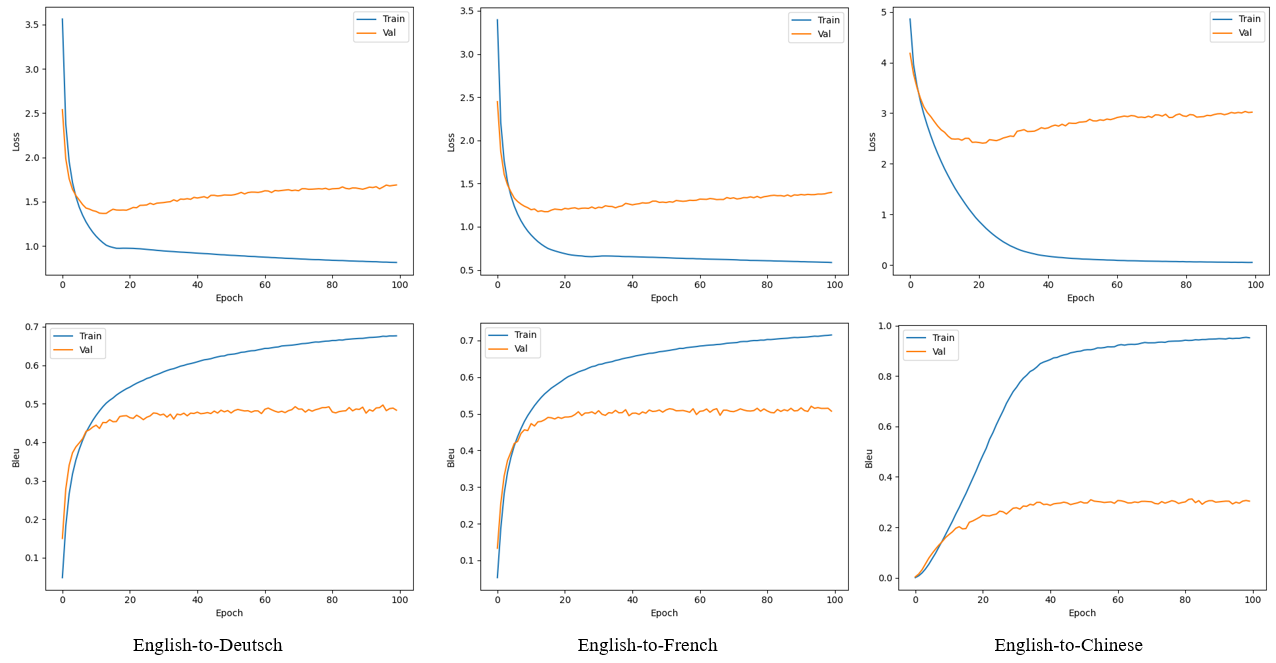 3.5
3.0
2.5
2.0
1.5
1.0
Loss
0 20 40 60 80 100
Epoch
Train
Val
3.5
3.0
2.5
2.0
1.5
1.0
0.5
Loss
0 20 40 60 80 100
Epoch
Train
Val
5
4
3
2
1
0
Loss
0 20 40 60 80 100
Epoch
Train
Val
0.7
0.6
0.5
0.4
0.3
0.2
0.1
Bleu
0 20 40 60 80 100
Epoch
Train
Val
0.7
0.6
0.5
0.4
0.3
0.2
0.1
Bleu
0 20 40 60 80 100
Epoch
Train
Val
1.0
0.8
0.6
0.4
0.2
0.0
Bleu
0 20 40 60 80 100
Epoch
Train
Val
English-to-Deutsch
English-to-French
English-to-Chinese